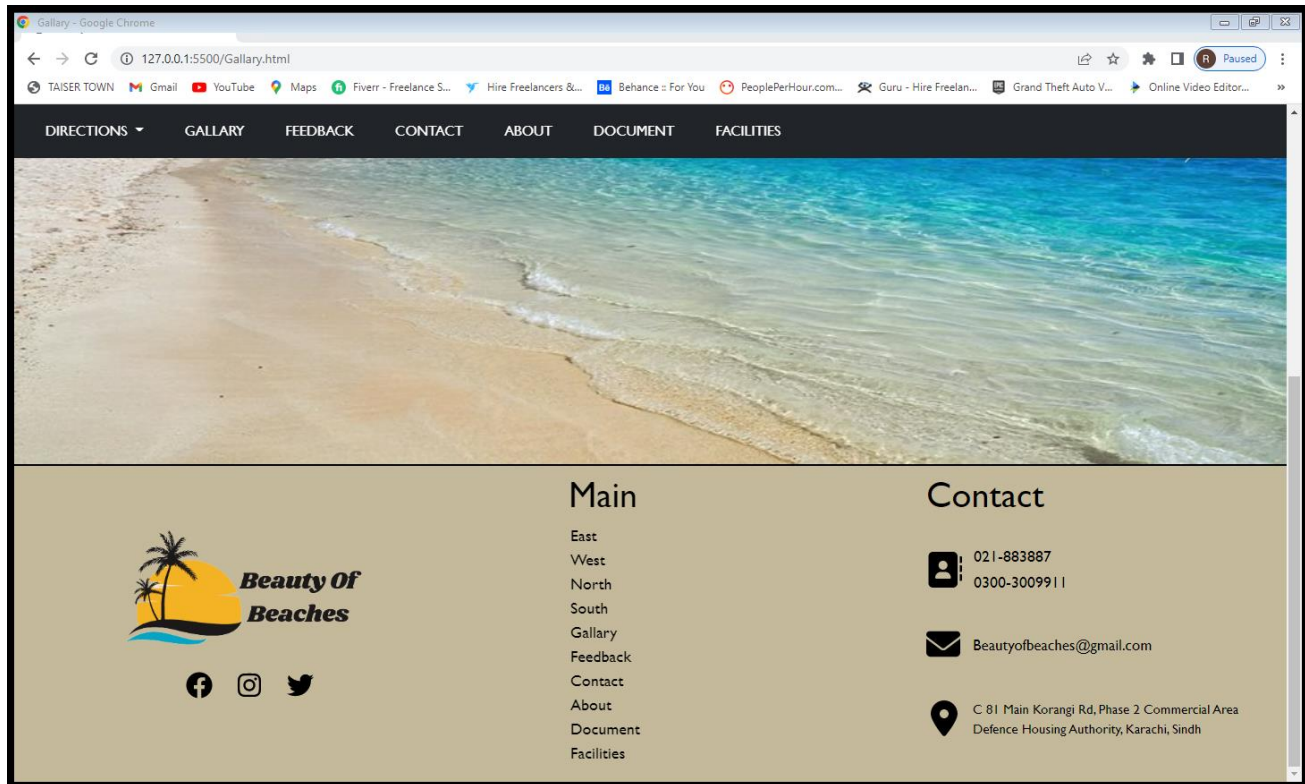 Gallary - Google Chrome
127.0.0.1:5500/Gallary.html
R Paused
TAISER TOWN Gmail YouTube Maps Fiverr - Freelance S... Hire Freelancers &... Bē Behance :: For You PeoplePerHour.com... Guru - Hire Freelan... Grand Theft Auto V... Online Video Editor... »
DIRECTIONS GALLARY FEEDBACK CONTACT ABOUT DOCUMENT FACILITIES
Beauty Of
Beaches
Main
East
West
North
South
Gallary
Feedback
Contact
About
Document
Facilities
Contact
021-883887
0300-3009911
Beautyofbeaches@gmail.com
C 81 Main Korangi Rd, Phase 2 Commercial Area
Defence Housing Authority, Karachi, Sindh